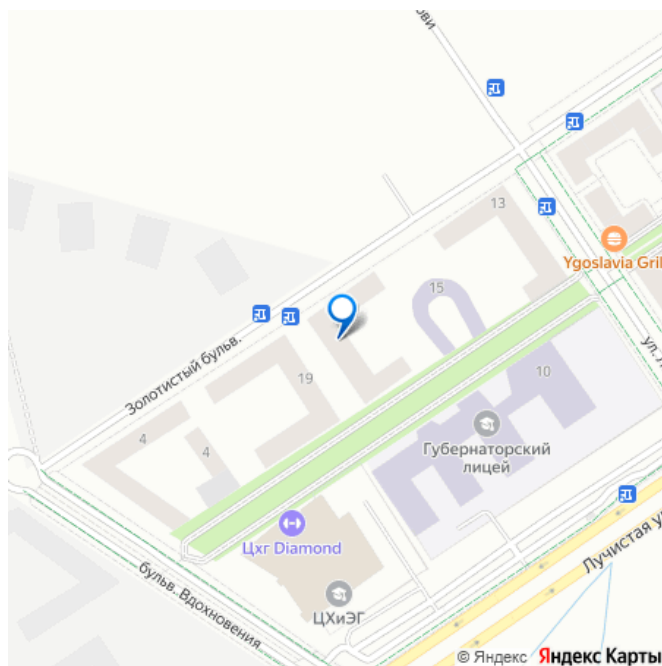 ови
13
Ygoslavia Gril
15
ул. Л
Золотистый бульв.
19
10
Губернаторский
лицей
4
4
Цхг Diamond
Лучистая у
бульв. Вдохновения
ЦХиЭГ
© Яндекс Яндекс Карты